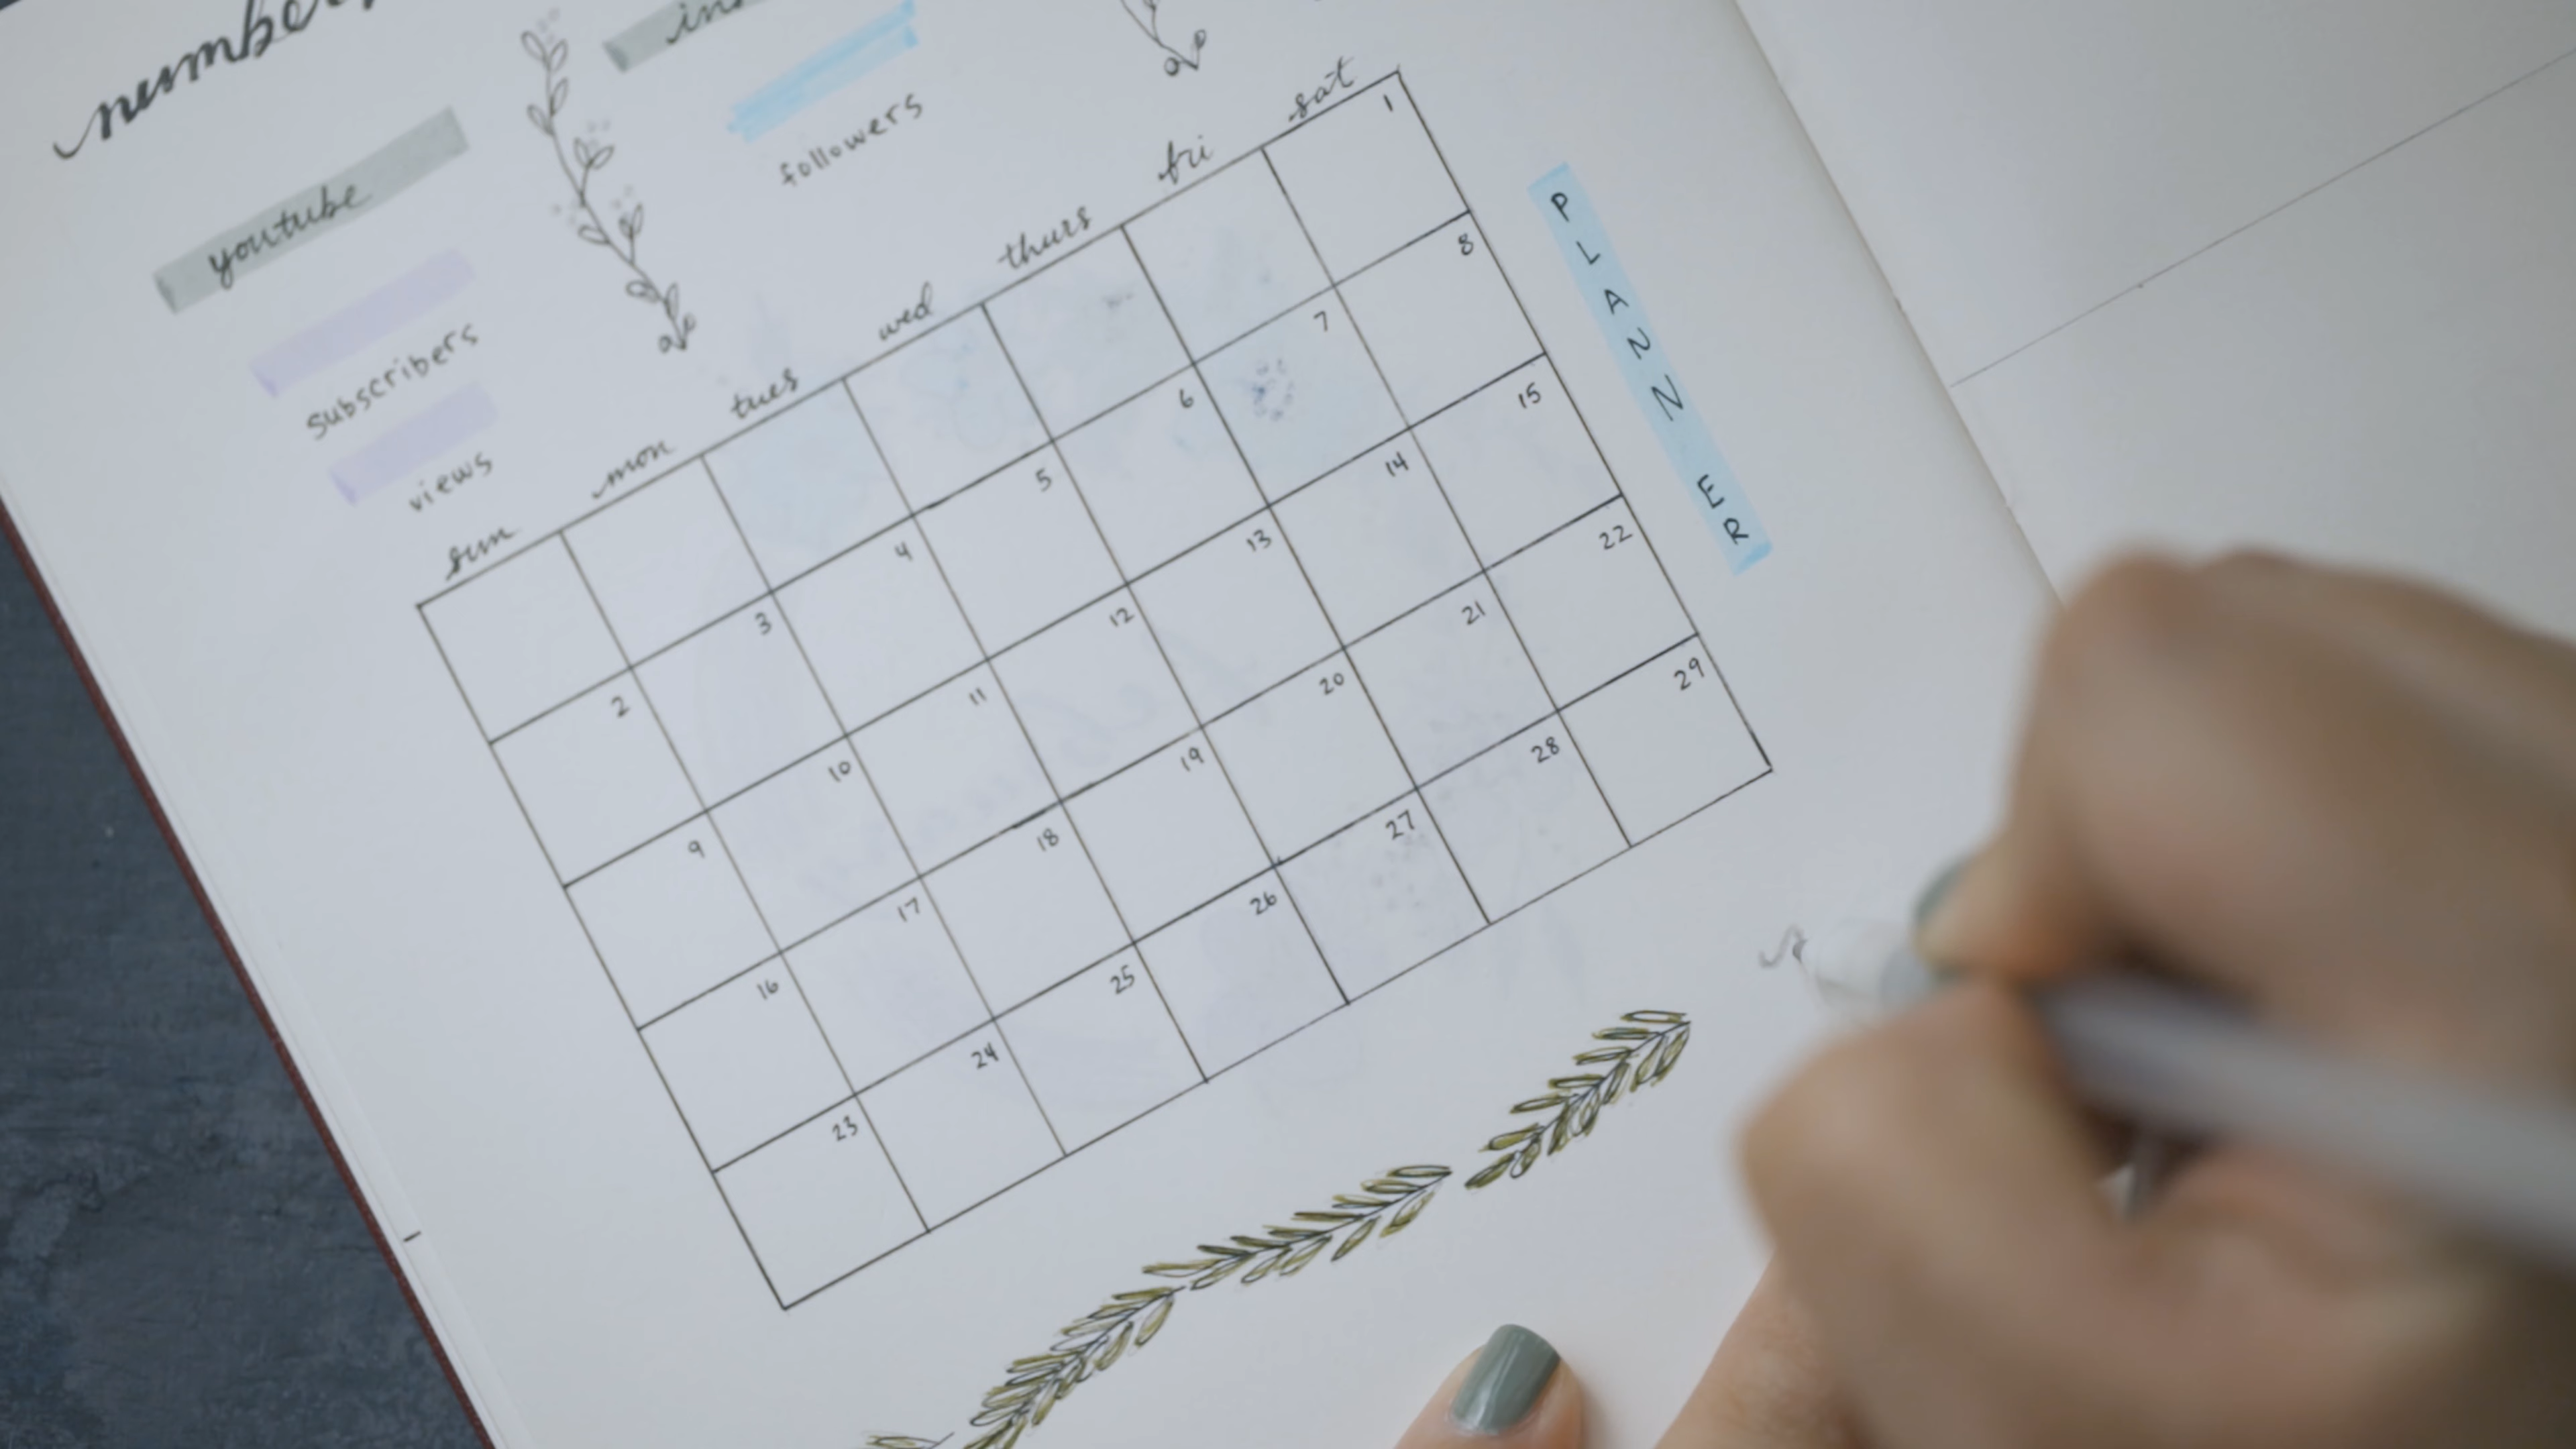 youtube
subscribers
views
followers
sun mon tues wed thurs fri sat
1
2 3 4 5 6 7 8
9 10 11 12 13 14 15
16 17 18 19 20 21 22
23 24 25 26 27 28 29
PLANNER